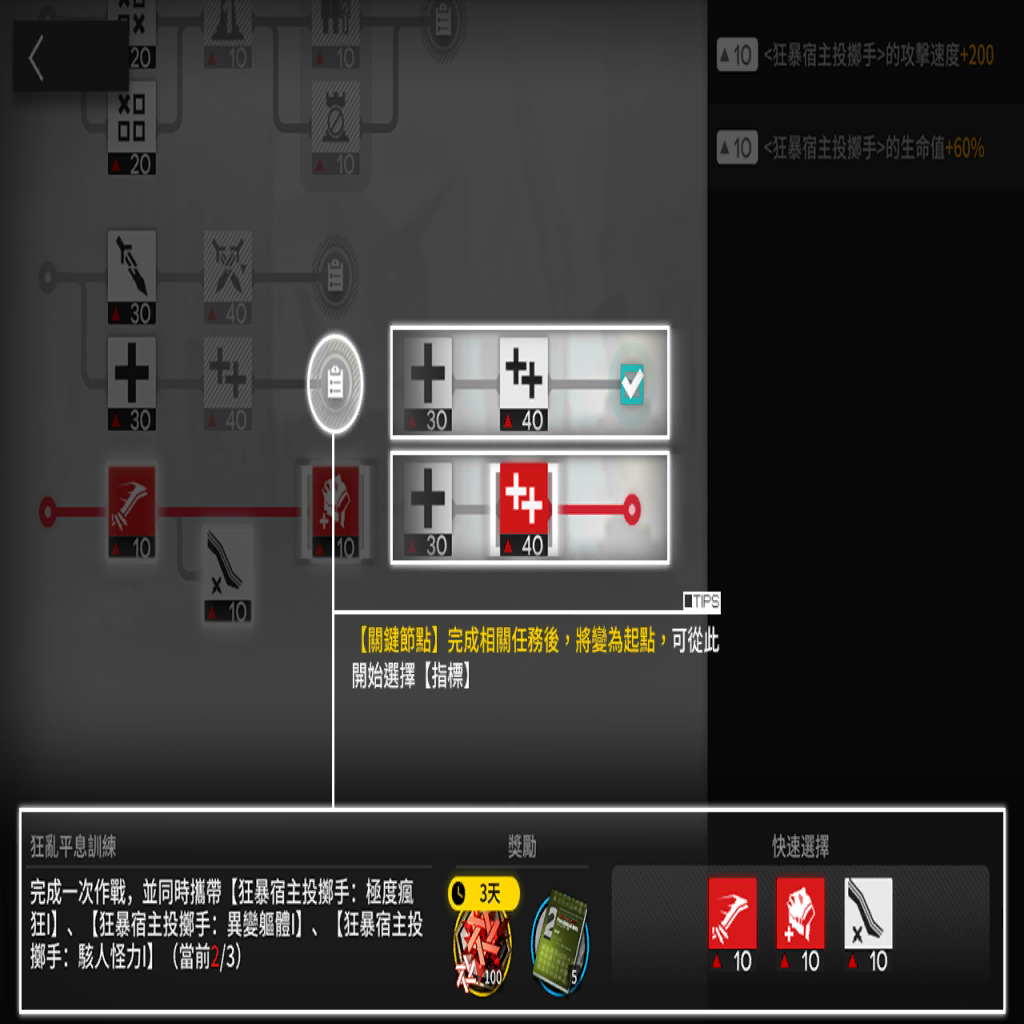 20
10
10
▲10 <狂暴宿主投擲手>的攻擊速度+200
20
10
▲10 <狂暴宿主投擲手>的生命值+60%
30
40
30
40
30
40
10
10
30
40
10
TIPS
【關鍵節點】完成相關任務後，將變為起點，可從此
開始選擇【指標】
狂亂平息訓練
獎勵
快速選擇
完成一次作戰，並同時攜帶【狂暴宿主投擲手：極度瘋
狂I】、【狂暴宿主投擲手：異變軀體I】、【狂暴宿主投
擲手：駭人怪力I】（當前2/3）
3天
100
2
5
10
10
10